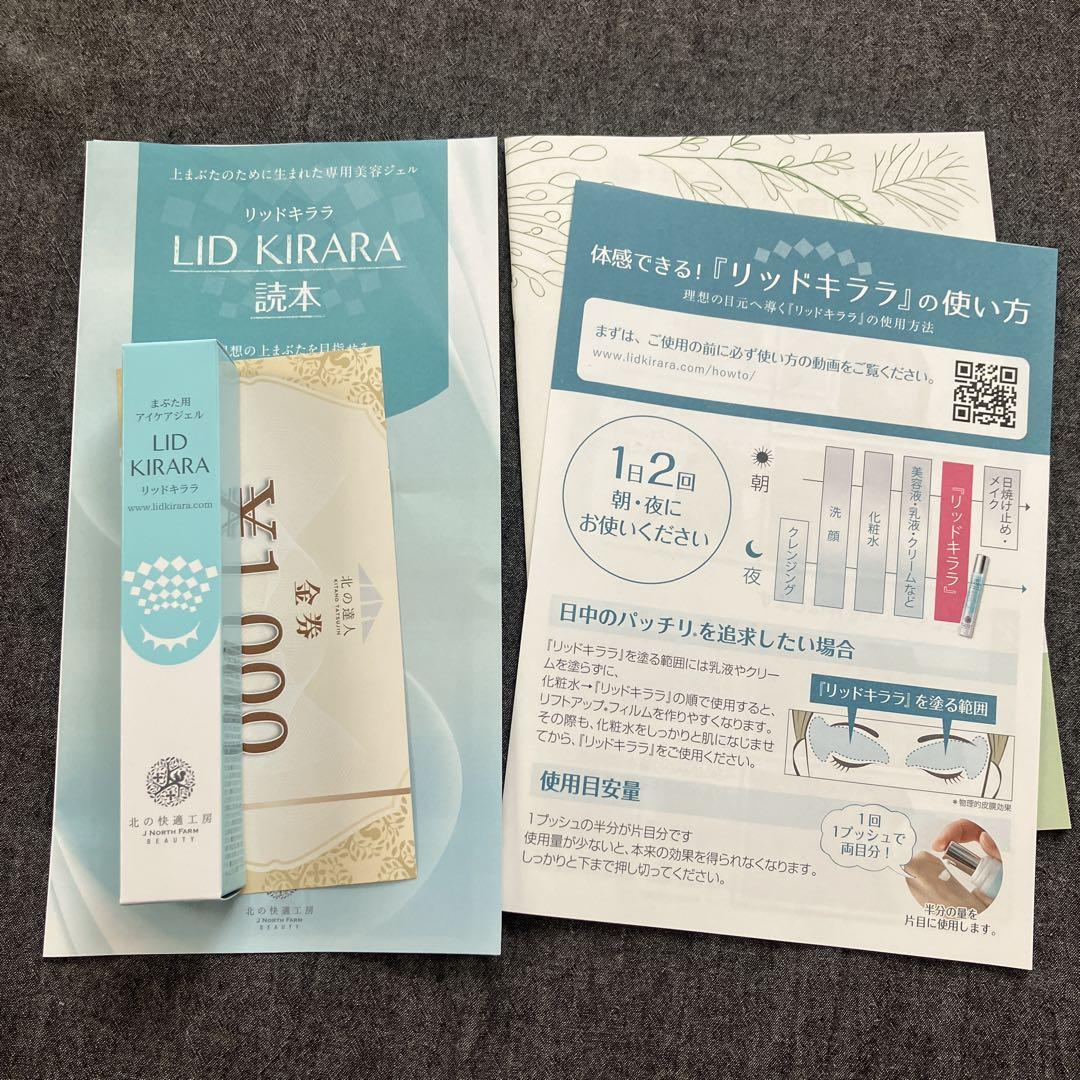 上まぶたのために生まれた専用美容ジェル
リッドキララ
LID KIRARA
読本
想の上まぶたを目指せる
まぶた用
アイケアジェル
LID
KIRARA
リッドキララ
www.lidkirara.com
北の快適工房
J NORTH FARM
BEAUTY
¥1,000
北の達人
KITANO TATSUJIN
金券
北の快適工房
J NORTH FARM
BEAUTY
体感できる!『リッドキララ』の使い方
理想の目元へ導く『リッドキララ』の使用方法
まずは、ご使用の前に必ず使い方の動画をご覧ください。
www.lidkirara.com/howto/
1日2回
朝・夜に
お使いください
朝
夜
クレンジング
洗顔
化粧水
美容液・乳液・クリームなど
『リッドキララ』
日焼け止め・
メイク
日中のパッチリ*を追求したい場合
『リッドキララ』を塗る範囲には乳液やクリー
ムを塗らずに、
化粧水→『リッドキララ』の順で使用すると、
リフトアップ*フィルムを作りやすくなります。
その際も、化粧水をしっかりと肌になじませ
てから、『リッドキララ』をご使用ください。
『リッドキララ』を塗る範囲
*物理的皮膜効果
使用目安量
1プッシュの半分が片目分です
使用量が少ないと、本来の効果を得られなくなります。
しっかりと下まで押し切ってください。
1回
1プッシュで
両目分!
半分の量を
片目に使用します。